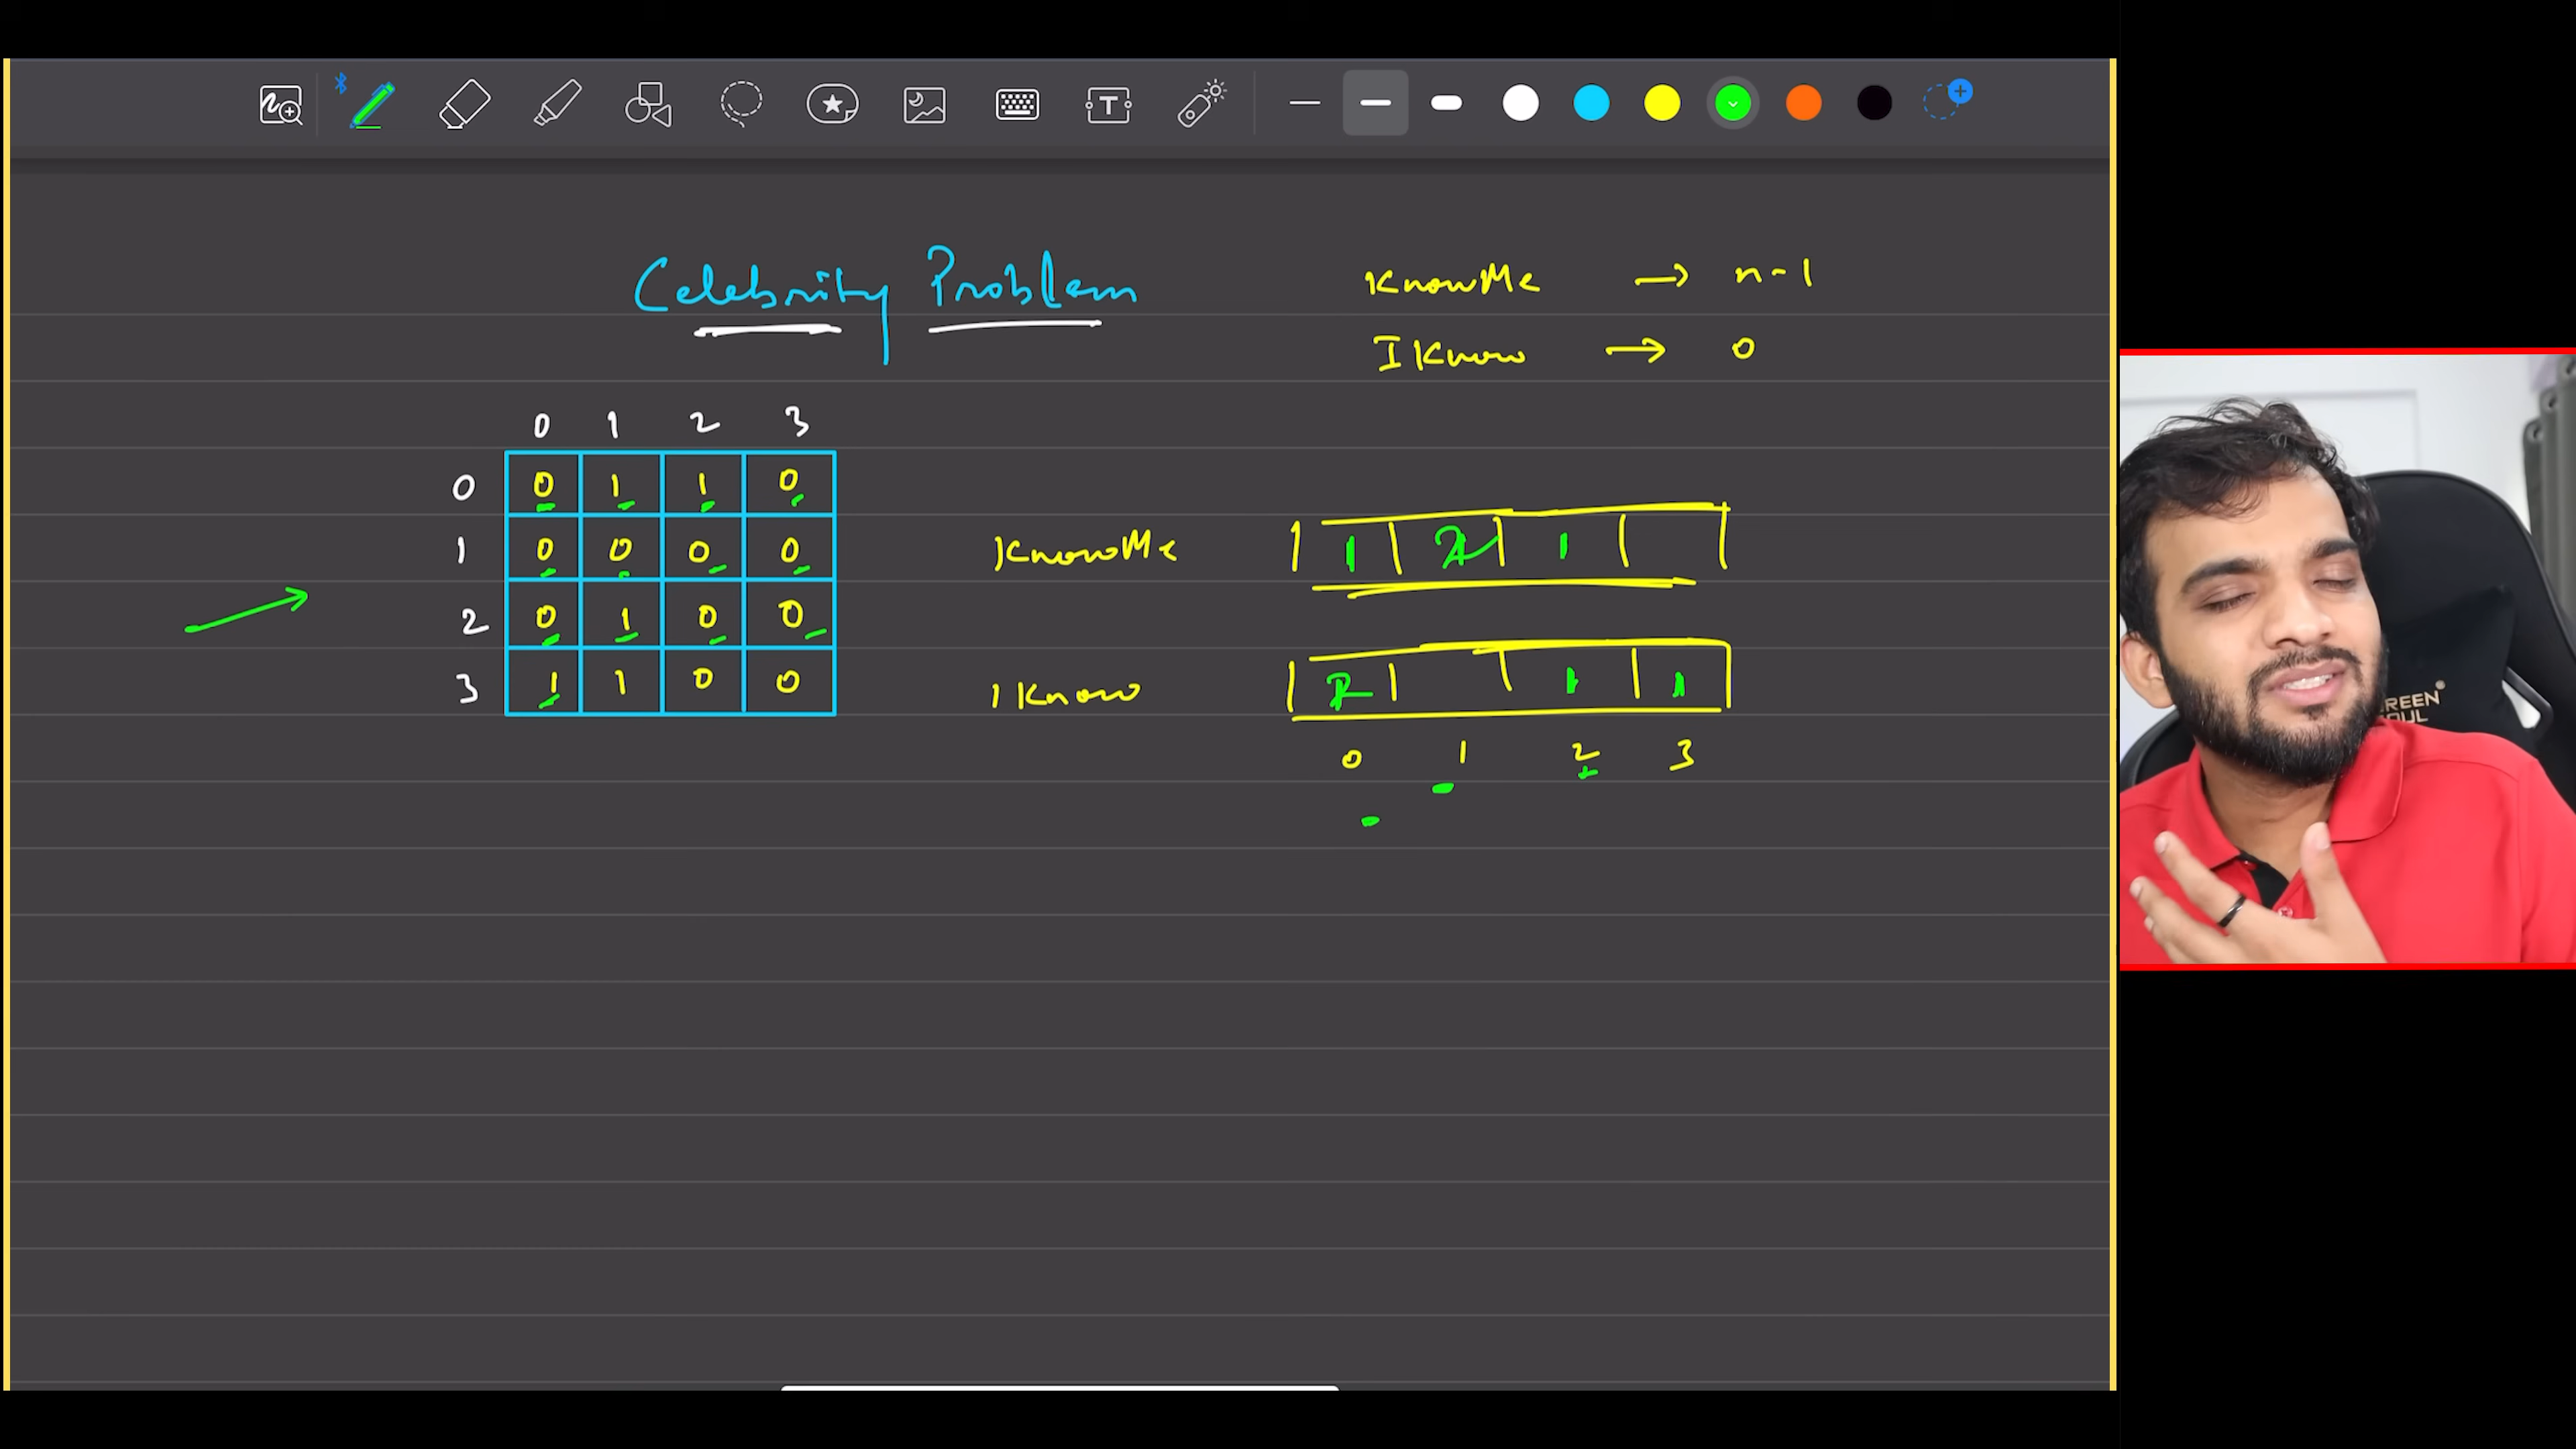 Celebrity Problem
KnowMe → n-1
I Know → 0
0 1 2 3
0 0 1 1 0
1 0 0 0 0
2 0 1 0 0
3 1 1 0 0
KnowMe 1 2 1
I Know 2 1 1
0 1 2 3
T